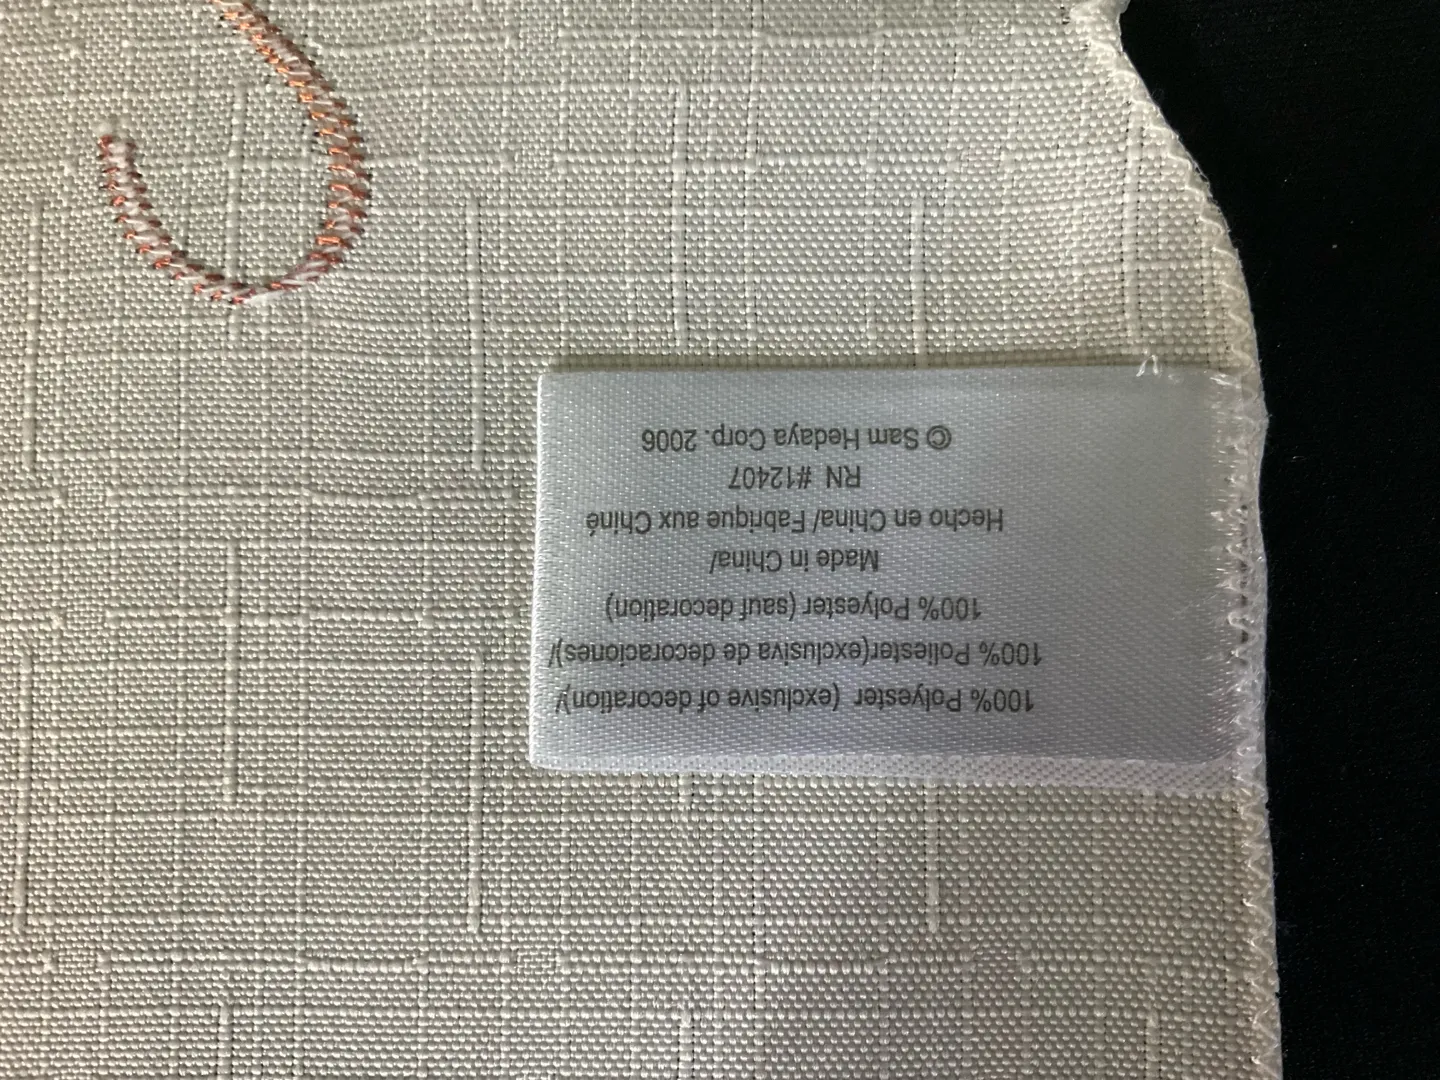 100% Polyester (exclusive of decoration)/
100% Poliester(exclusiva de decoraciones)/
100% Polyester (sauf decoration)
Made in China/
Hecho en China/ Fabrique aux Chiné
RN #12407
© Sam Hedaya Corp. 2006